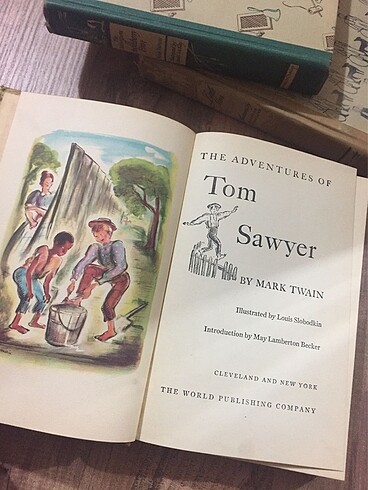 THE ADVENTURES OF
Tom
Sawyer
BY MARK TWAIN
Illustrated by Louis Slobodkin
Introduction by May Lamberton Becker
CLEVELAND AND NEW YORK
THE WORLD PUBLISHING COMPANY